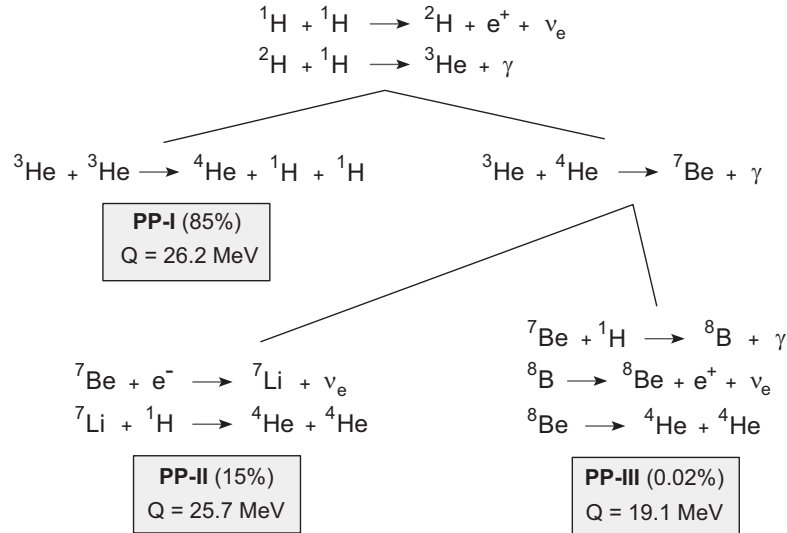 ¹H + ¹H → ²H + e⁺ + νₑ
²H + ¹H → ³He + γ
³He + ³He → ⁴He + ¹H + ¹H
³He + ⁴He → ⁷Be + γ
PP-I (85%)
Q = 26.2 MeV
⁷Be + e⁻ → ⁷Li + νₑ
⁷Li + ¹H → ⁴He + ⁴He
PP-II (15%)
Q = 25.7 MeV
⁷Be + ¹H → ⁸B + γ
⁸B → ⁸Be + e⁺ + νₑ
⁸Be → ⁴He + ⁴He
PP-III (0.02%)
Q = 19.1 MeV